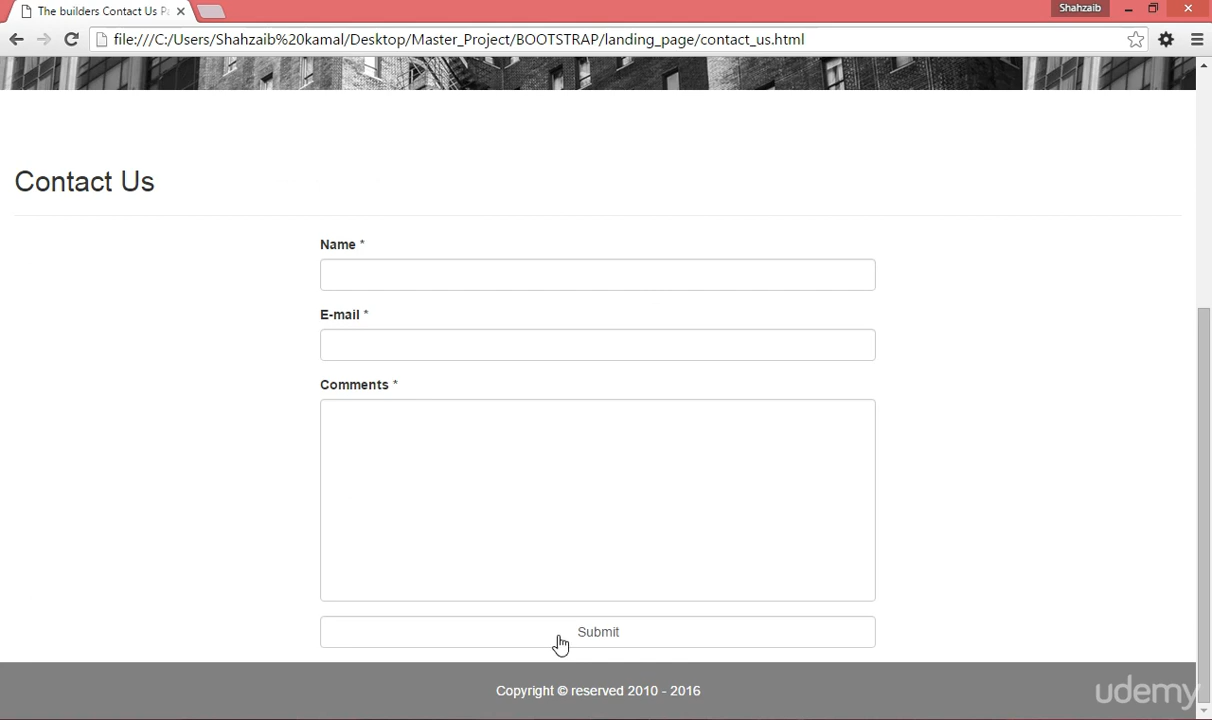 The builders Contact Us Pa
Shahzaib
file:///C:/Users/Shahzaib%20kamal/Desktop/Master_Project/BOOTSTRAP/landing_page/contact_us.html
Contact Us
Name *
E-mail *
Comments *
Submit
Copyright © reserved 2010 - 2016
udemy